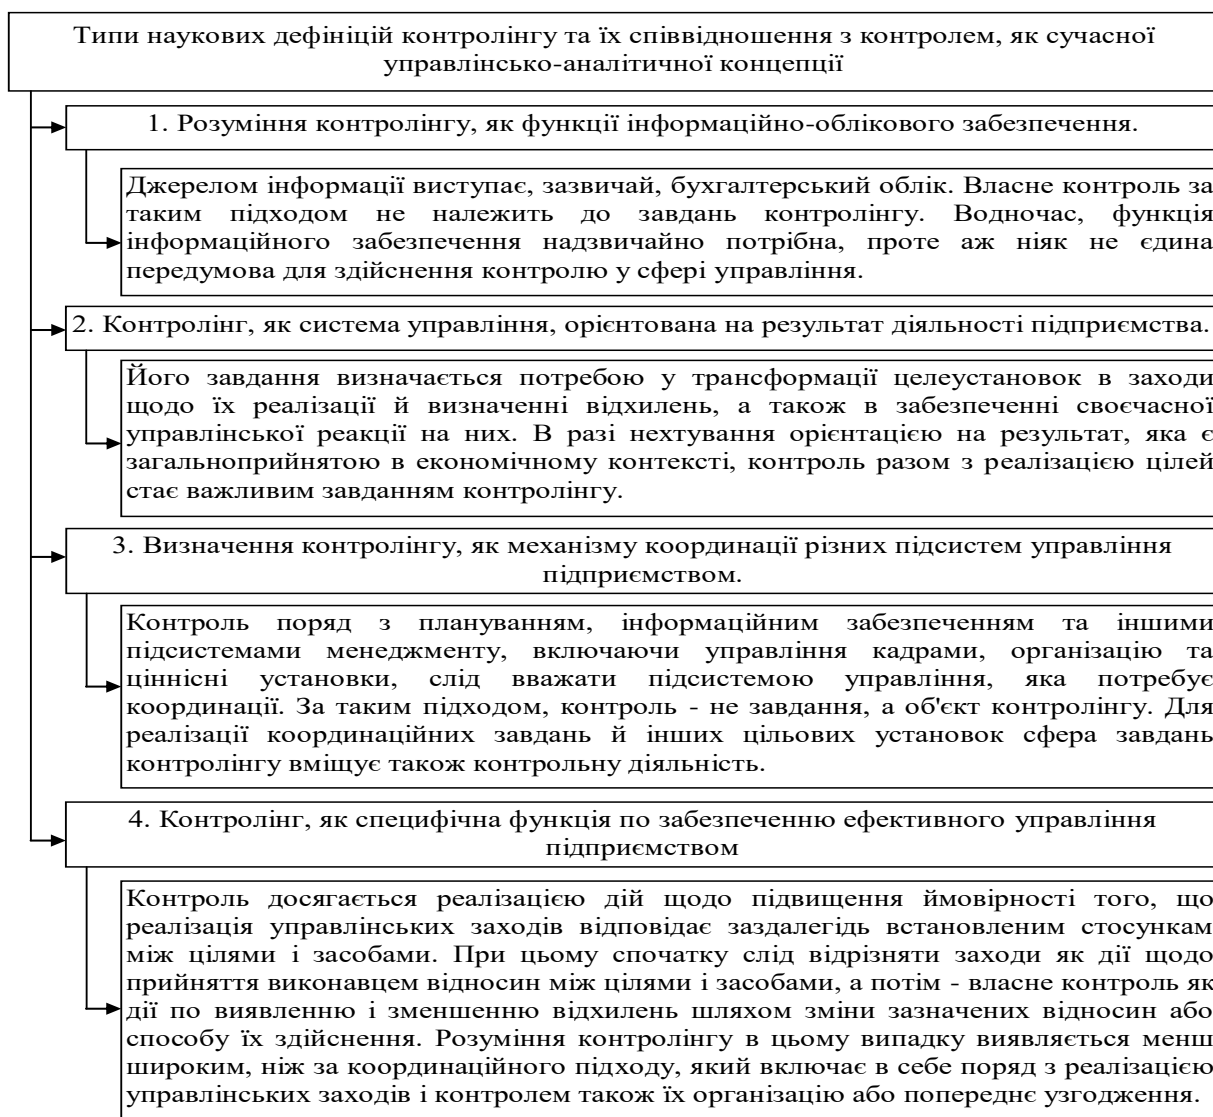 Типи наукових дефініцій контролінгу та їх співвідношення з контролем, як сучасної
управлінсько-аналітичної концепції
1. Розуміння контролінгу, як функції інформаційно-облікового забезпечення.
Джерелом інформації виступає, зазвичай, бухгалтерський облік. Власне контроль за
таким підходом не належить до завдань контролінгу. Водночас, функція
інформаційного забезпечення надзвичайно потрібна, проте аж ніяк не єдина
передумова для здійснення контролю у сфері управління.
2. Контролінг, як система управління, орієнтована на результат діяльності підприємства.
Його завдання визначається потребою у трансформації целеустановок в заходи
щодо їх реалізації й визначенні відхилень, а також в забезпеченні своєчасної
управлінської реакції на них. В разі нехтування орієнтацією на результат, яка є
загальноприйнятою в економічному контексті, контроль разом з реалізацією цілей
стає важливим завданням контролінгу.
3. Визначення контролінгу, як механізму координації різних підсистем управління
підприємством.
Контроль поряд з плануванням, інформаційним забезпеченням та іншими
підсистемами менеджменту, включаючи управління кадрами, організацію та
ціннісні установки, слід вважати підсистемою управління, яка потребує
координації. За таким підходом, контроль - не завдання, а об'єкт контролінгу. Для
реалізації координаційних завдань й інших цільових установок сфера завдань
контролінгу вміщує також контрольну діяльність.
4. Контролінг, як специфічна функція по забезпеченню ефективного управління
підприємством
Контроль досягається реалізацією дій щодо підвищення ймовірності того, що
реалізація управлінських заходів відповідає заздалегідь встановленим стосункам
між цілями і засобами. При цьому спочатку слід відрізняти заходи як дії щодо
прийняття виконавцем відносин між цілями і засобами, а потім - власне контроль як
дії по виявленню і зменшенню відхилень шляхом зміни зазначених відносин або
способу їх здійснення. Розуміння контролінгу в цьому випадку виявляється менш
широким, ніж за координаційного підходу, який включає в себе поряд з реалізацією
управлінських заходів і контролем також їх організацію або попереднє узгодження.